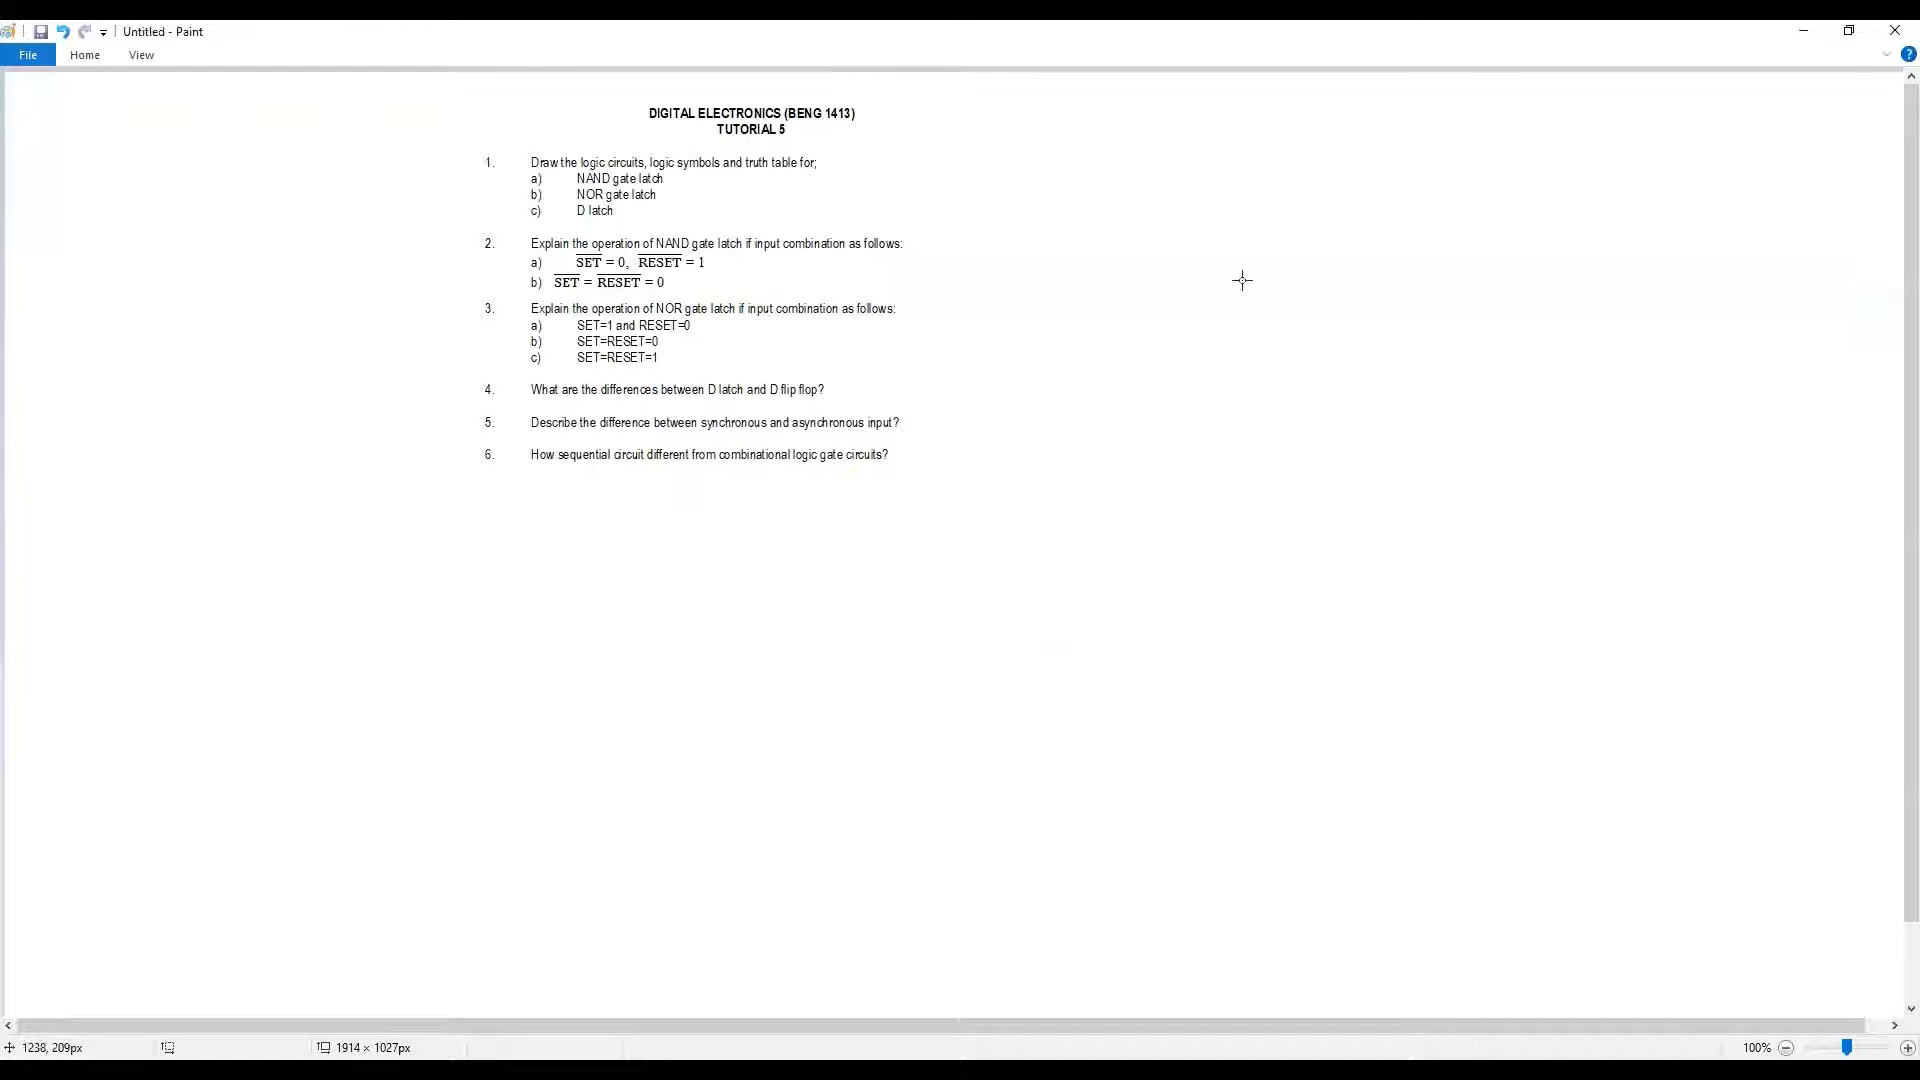 Untitled - Paint
File Home View
DIGITAL ELECTRONICS (BENG 1413)
TUTORIAL 5
1. Draw the logic circuits, logic symbols and truth table for;
a) NAND gate latch
b) NOR gate latch
c) D latch
2. Explain the operation of NAND gate latch if input combination as follows:
a) S̅E̅T̅ = 0, R̅E̅S̅E̅T̅ = 1
b) S̅E̅T̅ = R̅E̅S̅E̅T̅ = 0
3. Explain the operation of NOR gate latch if input combination as follows:
a) SET=1 and RESET=0
b) SET=RESET=0
c) SET=RESET=1
4. What are the differences between D latch and D flip flop?
5. Describe the difference between synchronous and asynchronous input?
6. How sequential circuit different from combinational logic gate circuits?
1238, 209px 1914 × 1027px 100%